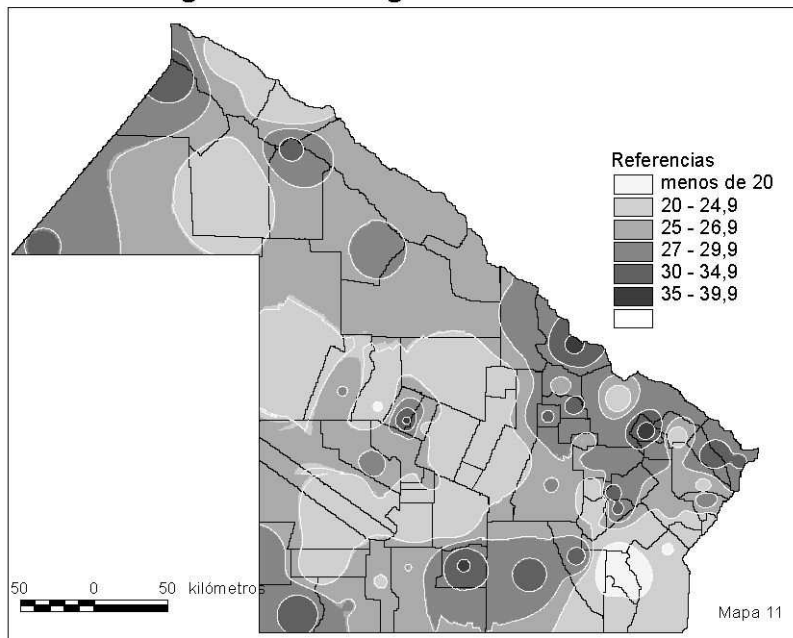 Referencias
menos de 20
20 - 24,9
25 - 26,9
27 - 29,9
30 - 34,9
35 - 39,9
50 0 50 kilómetros
Mapa 11